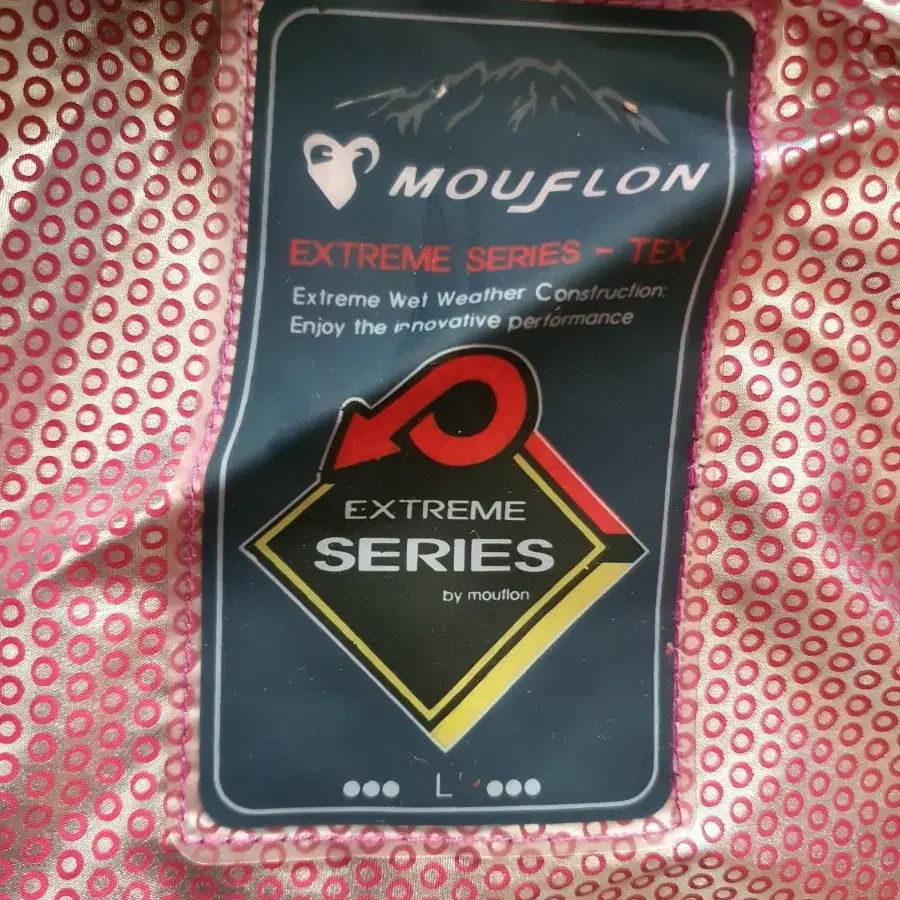 MOUFLON
EXTREME SERIES - TEX
Extreme Wet Weather Construction:
Enjoy the innovative performance
EXTREME
SERIES
by mouflon
L